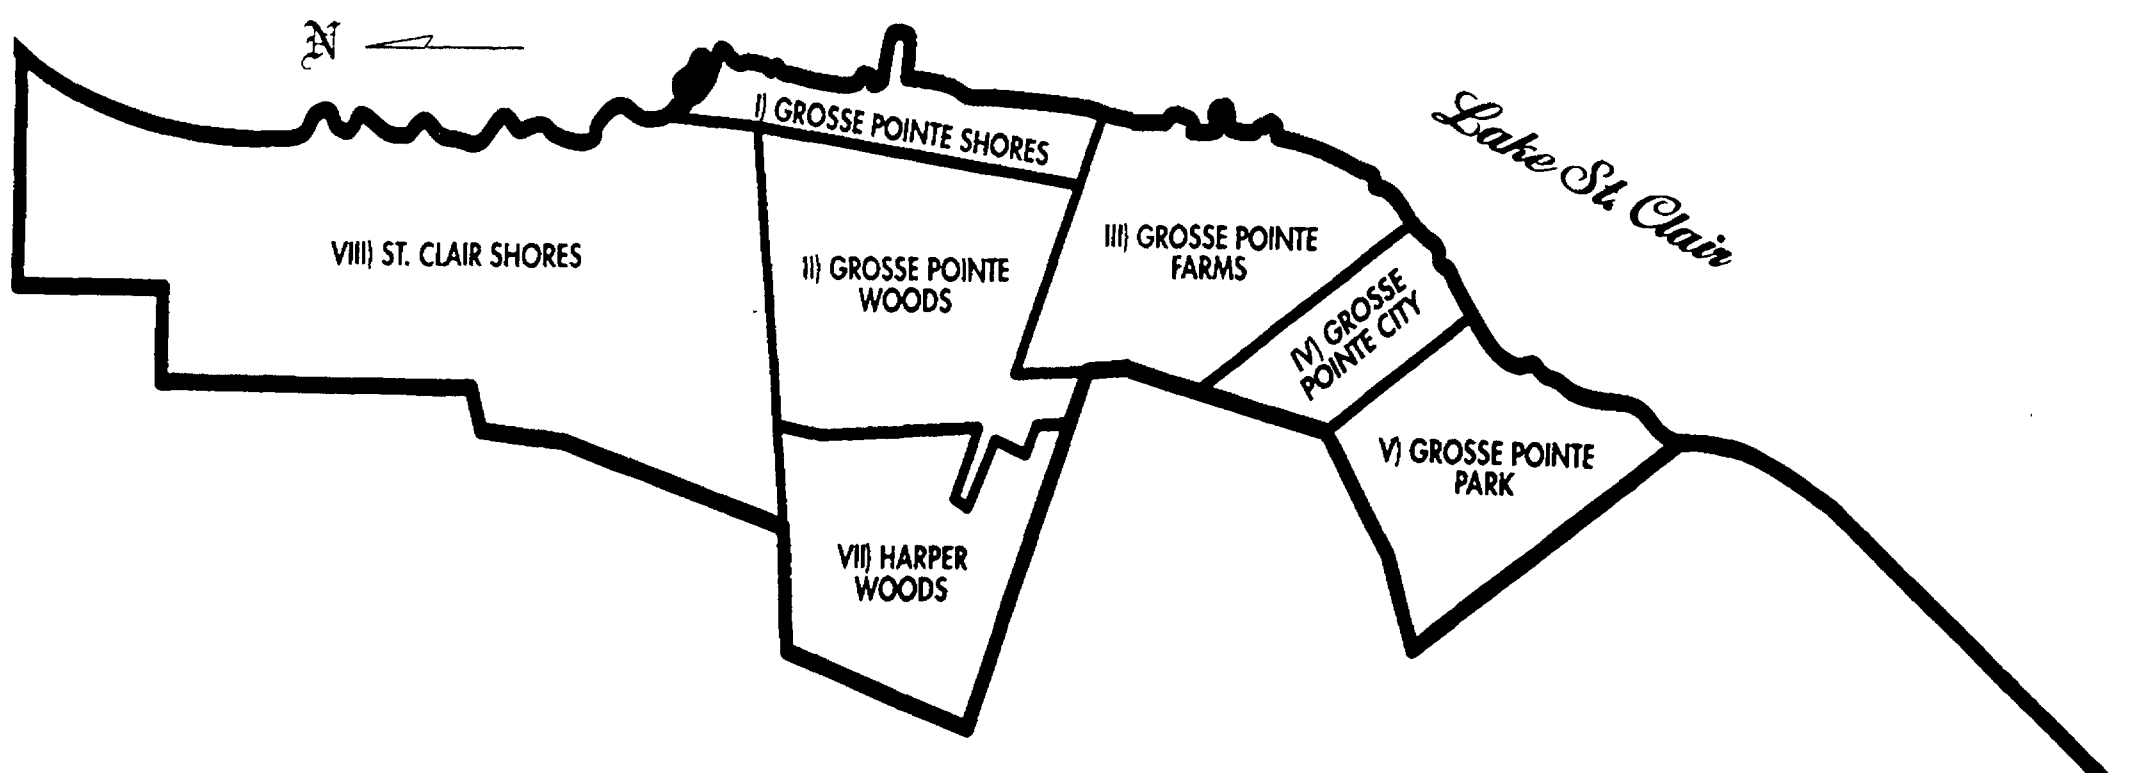 N
Lake St. Clair
I) GROSSE POINTE SHORES
VIII) ST. CLAIR SHORES
II) GROSSE POINTE
WOODS
III) GROSSE POINTE
FARMS
IV) GROSSE
POINTE CITY
V) GROSSE POINTE
PARK
VII) HARPER
WOODS